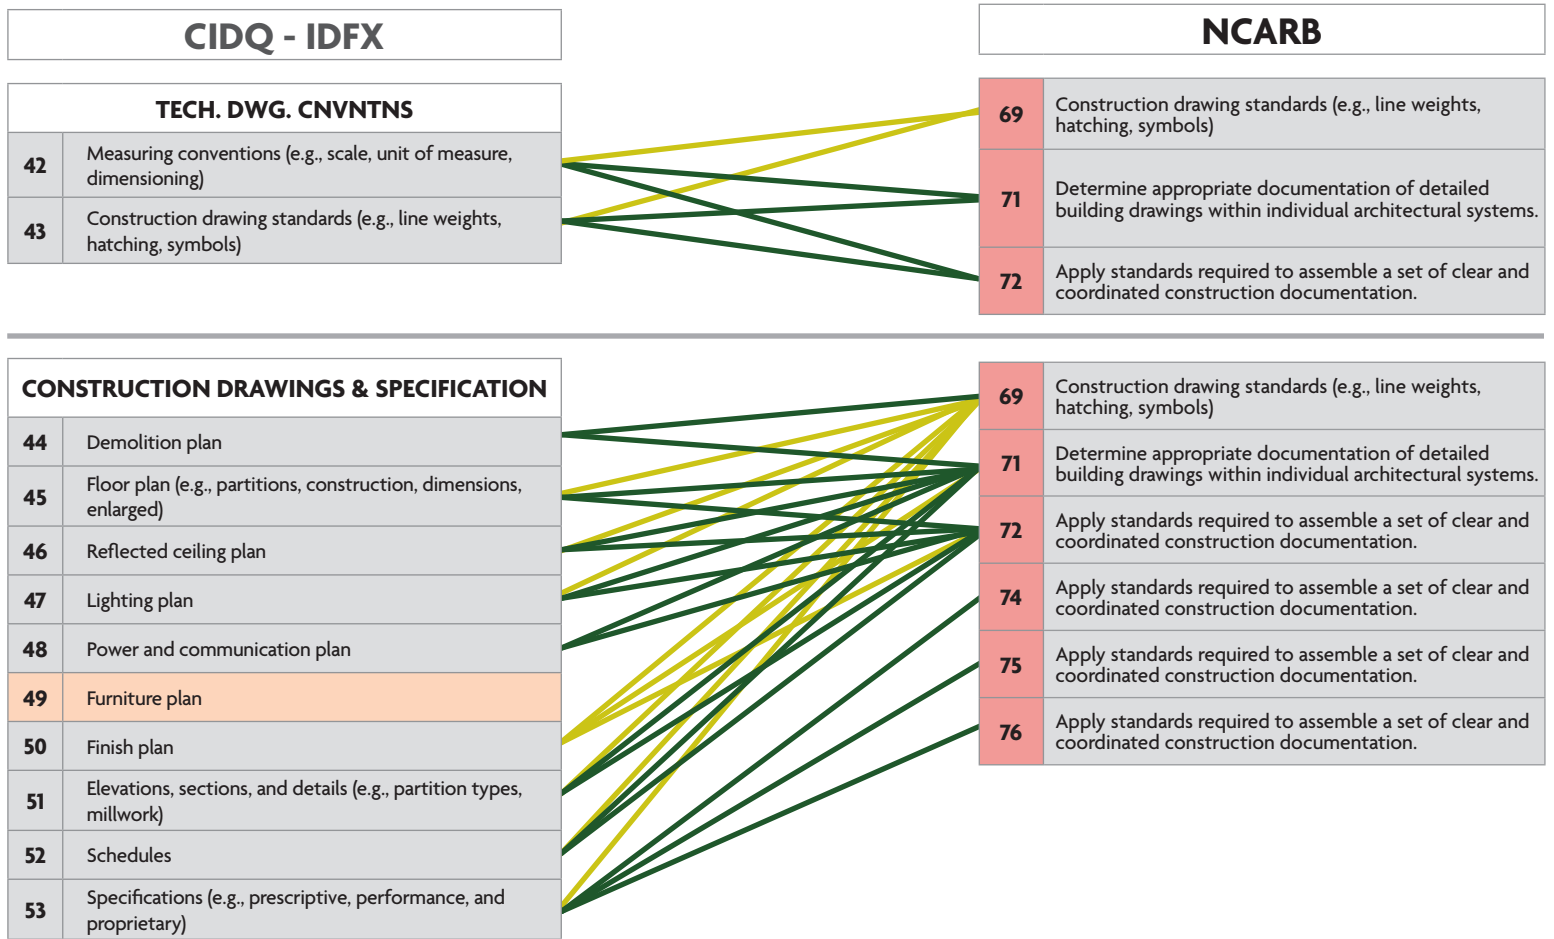 CIDQ - IDFX
NCARB
TECH. DWG. CNVNTNS
42
Measuring conventions (e.g., scale, unit of measure,
dimensioning)
43
Construction drawing standards (e.g., line weights,
hatching, symbols)
69
Construction drawing standards (e.g., line weights,
hatching, symbols)
71
Determine appropriate documentation of detailed
building drawings within individual architectural systems.
72
Apply standards required to assemble a set of clear and
coordinated construction documentation.
CONSTRUCTION DRAWINGS & SPECIFICATION
44
Demolition plan
45
Floor plan (e.g., partitions, construction, dimensions,
enlarged)
46
Reflected ceiling plan
47
Lighting plan
48
Power and communication plan
49
Furniture plan
50
Finish plan
51
Elevations, sections, and details (e.g., partition types,
millwork)
52
Schedules
53
Specifications (e.g., prescriptive, performance, and
proprietary)
69
Construction drawing standards (e.g., line weights,
hatching, symbols)
71
Determine appropriate documentation of detailed
building drawings within individual architectural systems.
72
Apply standards required to assemble a set of clear and
coordinated construction documentation.
74
Apply standards required to assemble a set of clear and
coordinated construction documentation.
75
Apply standards required to assemble a set of clear and
coordinated construction documentation.
76
Apply standards required to assemble a set of clear and
coordinated construction documentation.